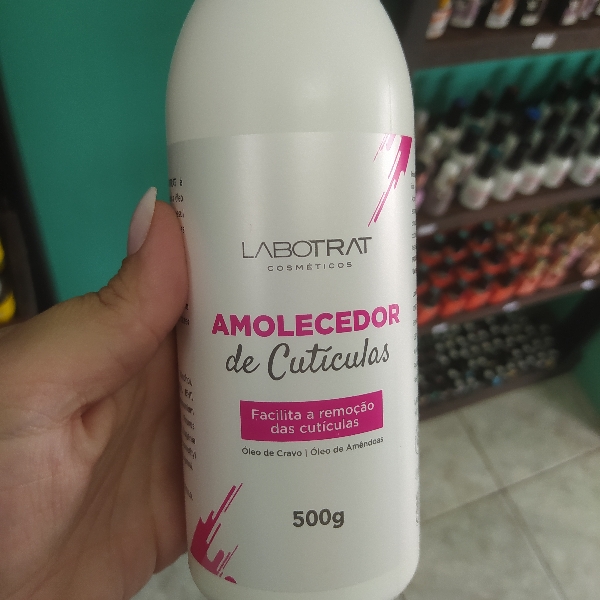 LABOTRAT
COSMÉTICOS
AMOLECEDOR
de Cutículas
Facilita a remoção
das cutículas
Óleo de Cravo | Óleo de Amêndoas
500g